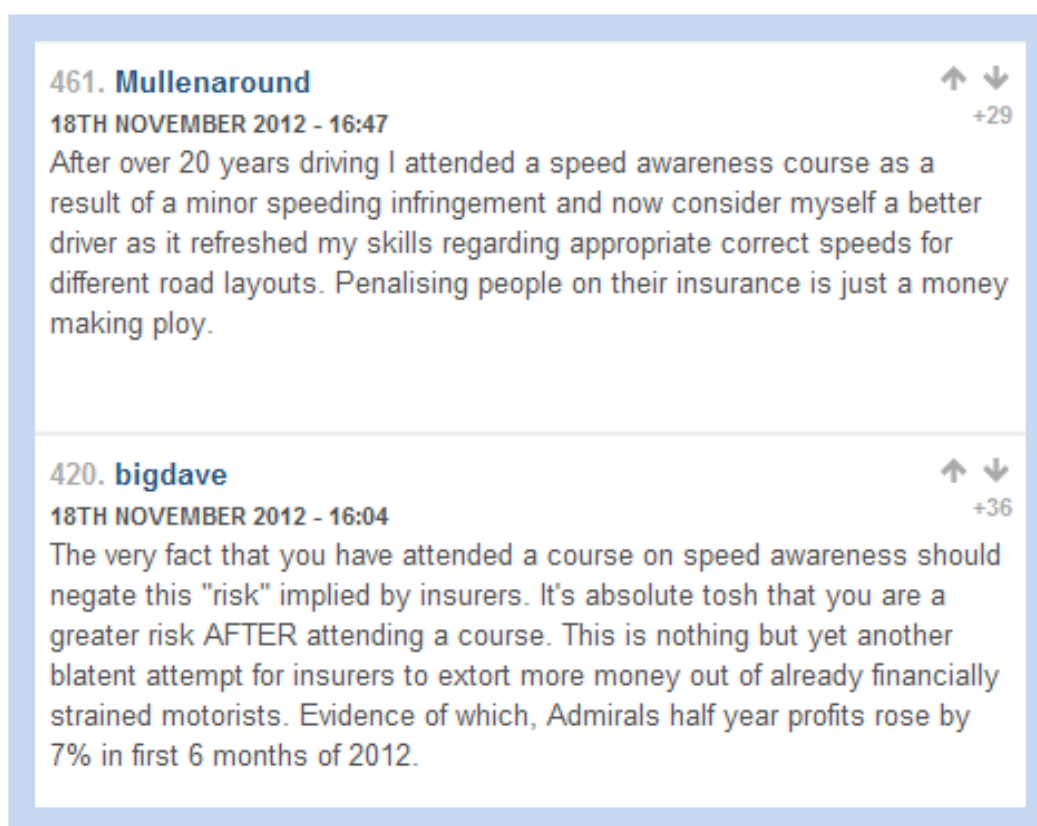 461. Mullenaround
18TH NOVEMBER 2012 - 16:47
+29
After over 20 years driving I attended a speed awareness course as a
result of a minor speeding infringement and now consider myself a better
driver as it refreshed my skills regarding appropriate correct speeds for
different road layouts. Penalising people on their insurance is just a money
making ploy.
420. bigdave
18TH NOVEMBER 2012 - 16:04
+36
The very fact that you have attended a course on speed awareness should
negate this "risk" implied by insurers. It's absolute tosh that you are a
greater risk AFTER attending a course. This is nothing but yet another
blatent attempt for insurers to extort more money out of already financially
strained motorists. Evidence of which, Admirals half year profits rose by
7% in first 6 months of 2012.